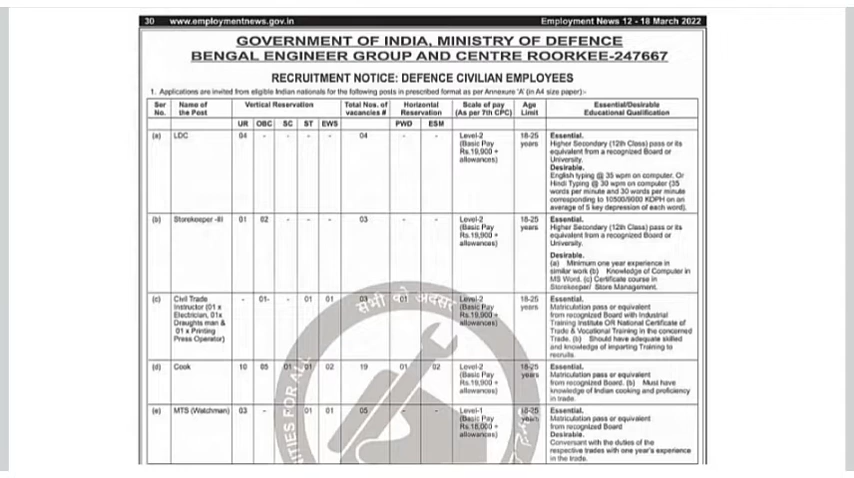 30 www.employmentnews.gov.in Employment News 12 - 18 March 2022
GOVERNMENT OF INDIA, MINISTRY OF DEFENCE
BENGAL ENGINEER GROUP AND CENTRE ROORKEE-247667
RECRUITMENT NOTICE: DEFENCE CIVILIAN EMPLOYEES
1. Applications are invited from eligible Indian nationals for the following posts in prescribed format as per Annexure 'A' (in A4 size paper):-
Ser No. Name of the Post Vertical Reservation Total Nos. of vacancies # Horizontal Reservation Scale of pay (As per 7th CPC) Age Limit Essential/Desirable Educational Qualification
UR OBC SC ST EWS PWD ESM
(a) LDC 04 - - - - 04 - - Level-2 18-25 Essential.
(Basic Pay years Higher Secondary (12th Class) pass or its
Rs.19,900 + equivalent from a recognized Board or
allowances) University.
Desirable.
English typing @ 35 wpm on computer. Or
Hindi Typing @ 30 wpm on computer (35
words per minute and 30 words per minute
corresponding to 10500/9000 KDPH on an
average of 5 key depression of each word).
(b) Storekeeper -III 01 02 - - - 03 - - Level-2 18-25 Essential.
(Basic Pay years Higher Secondary (12th Class) pass or its
Rs.19,900 + equivalent from a recognized Board or
allowances) University.
Desirable.
(a) Minimum one year experience in
similar work (b) Knowledge of Computer in
MS Word. (c) Certificate course in
Storekeeper/ Store Management.
(c) Civil Trade - 01- - 01 01 03 01 - Level-2 18-25 Essential.
Instructor (01 x (Basic Pay years Matriculation pass or equivalent
Electrician, 01x Rs.19,900 + from recognized Board with Industrial
Draughts man & allowances) Training Institute OR National Certificate of
01 x Printing Trade & Vocational Training in the concerned
Press Operator) Trade. (b) Should have adequate skilled
and knowledge of imparting Training to
recruits.
(d) Cook 10 05 01 01 02 19 01 02 Level-2 18-25 Essential.
(Basic Pay years Matriculation pass or equivalent
Rs.19,900 + from recognized Board. (b) Must have
allowances) knowledge of Indian cooking and proficiency
in trade.
(e) MTS (Watchman) 03 - - 01 01 05 - - Level-1 18-25 Essential.
(Basic Pay years Matriculation pass or equivalent
Rs.18,000 + from recognized Board
allowances) Desirable.
Conversant with the duties of the
respective trades with one year's experience
in the trade.
सभी को अवसर
ITIES FOR ALL